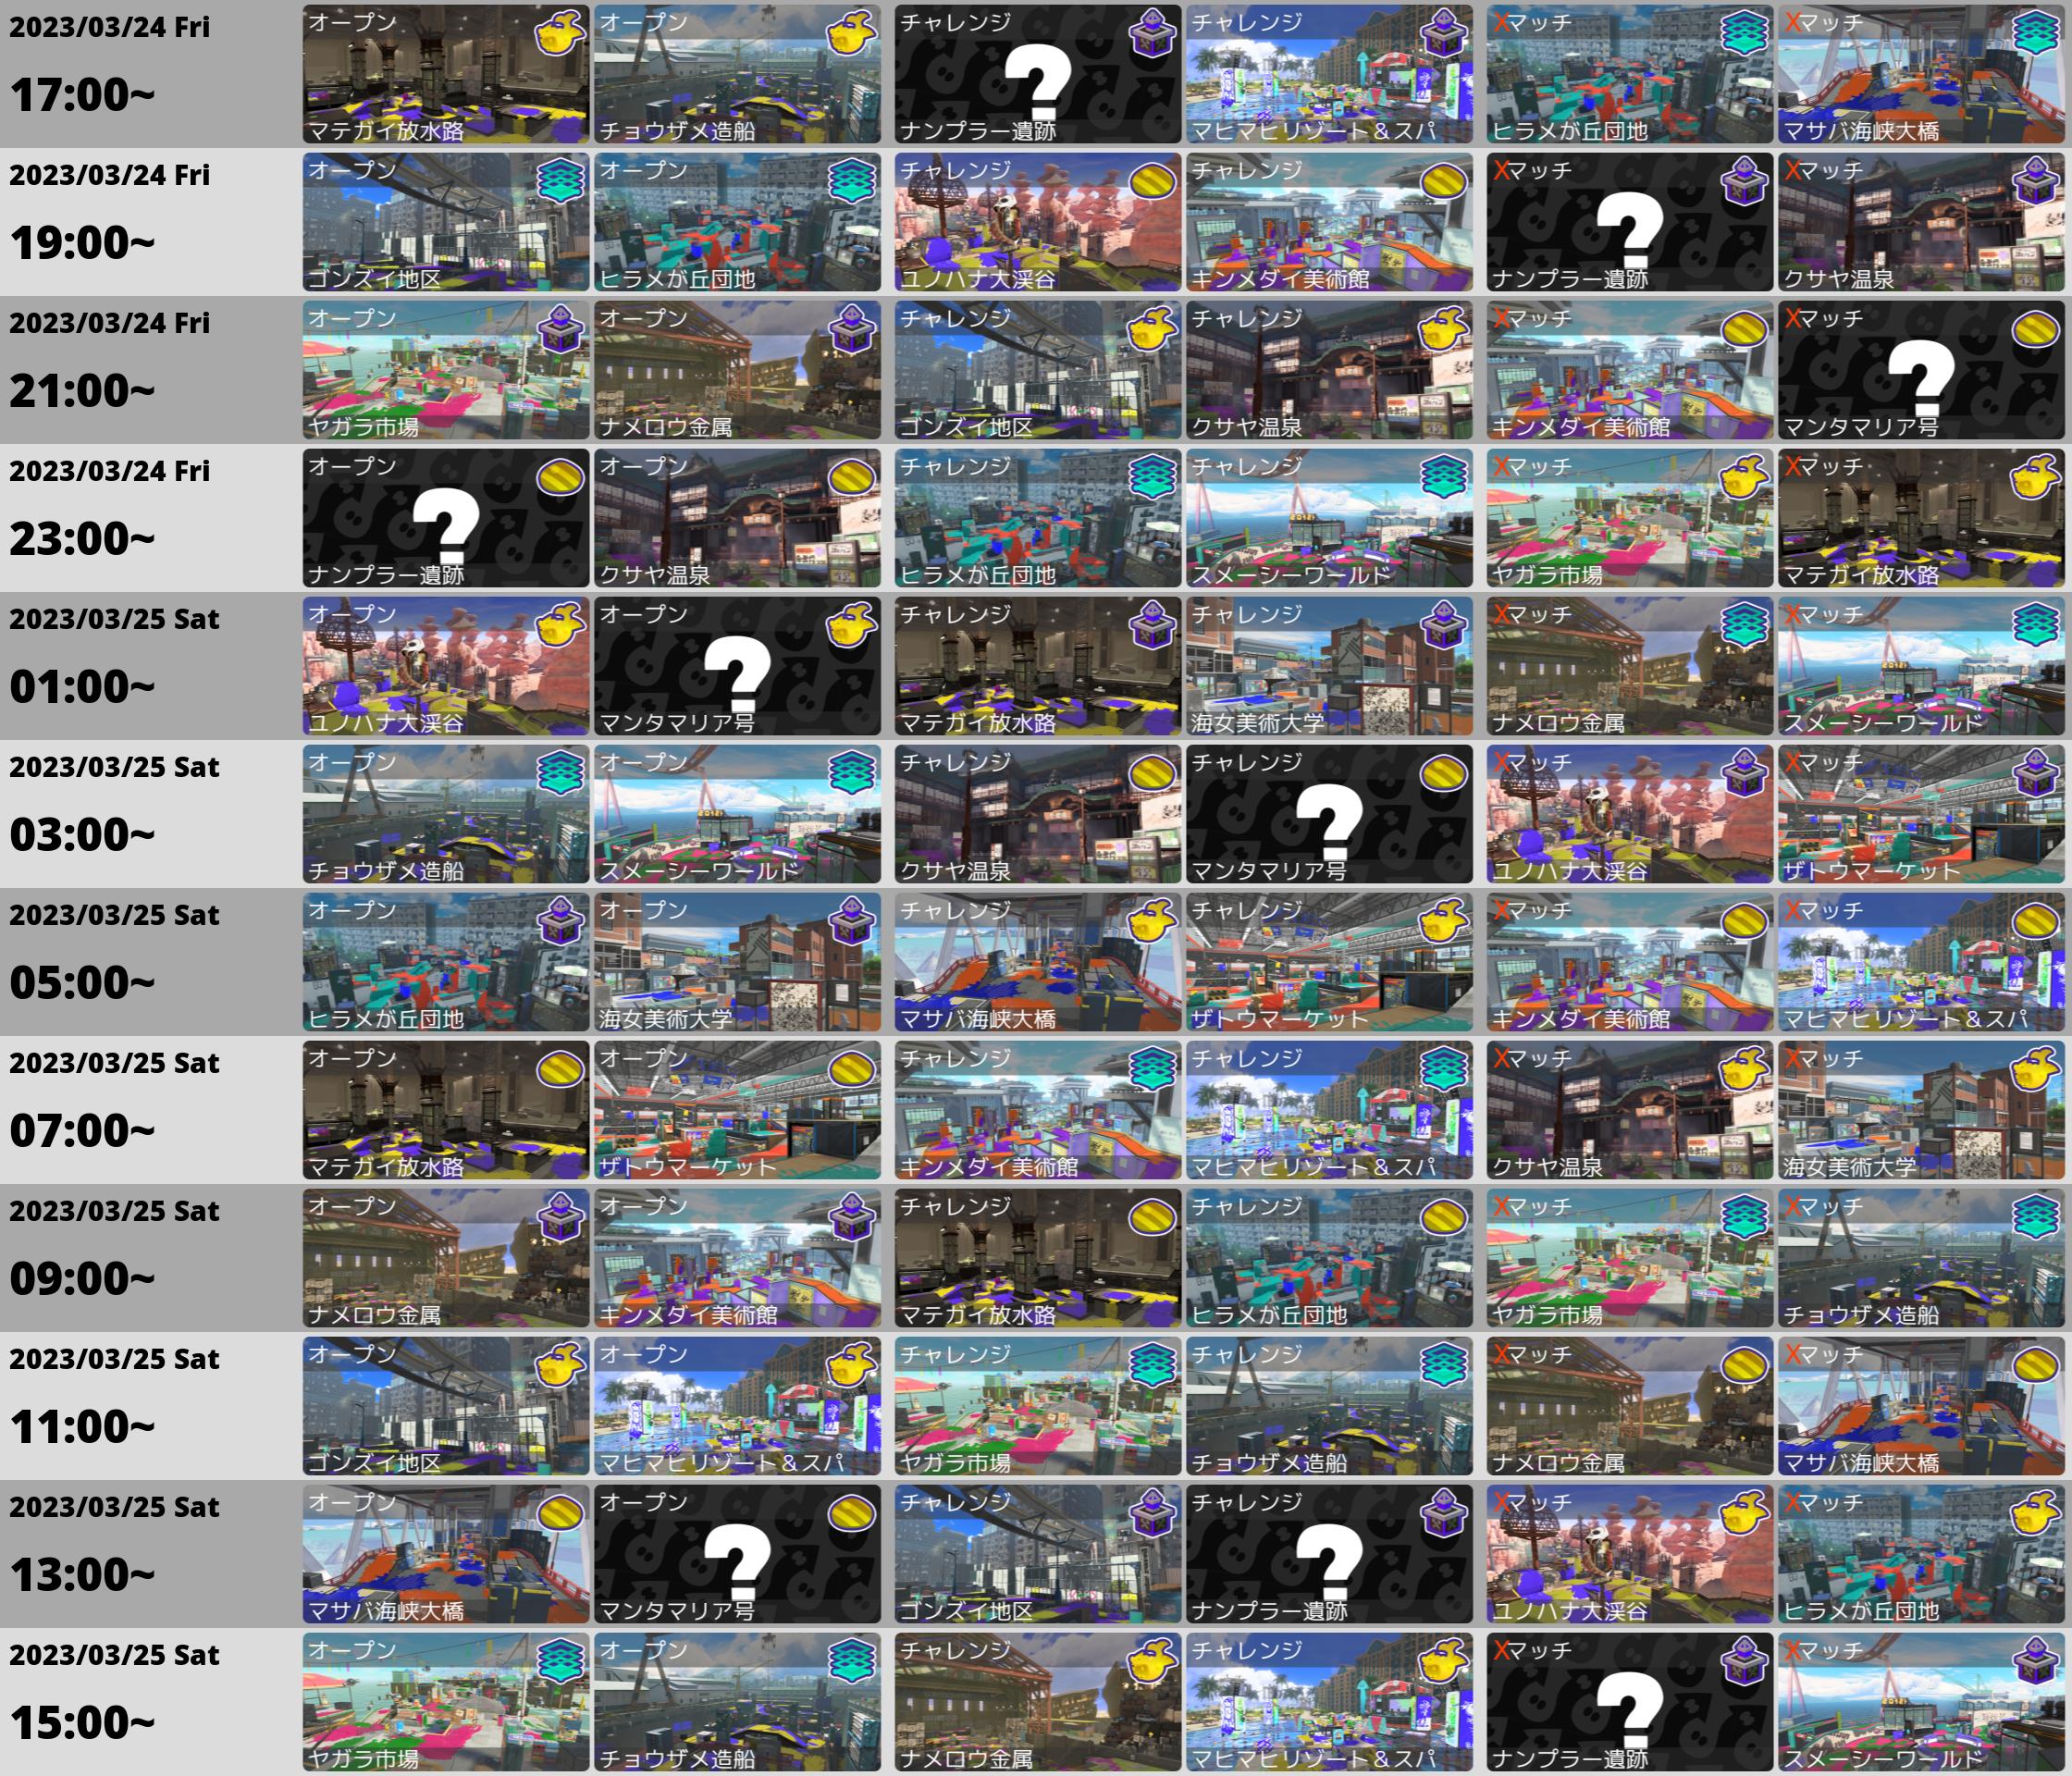 2023/03/24 Fri
17:00~
オープン
マテガイ放水路
オープン
チョウザメ造船
チャレンジ
ナンプラー遺跡
チャレンジ
マヒマヒリゾート＆スパ
Xマッチ
ヒラメが丘団地
Xマッチ
マサバ海峡大橋
2023/03/24 Fri
19:00~
オープン
ゴンズイ地区
オープン
ヒラメが丘団地
チャレンジ
ユノハナ大渓谷
チャレンジ
キンメダイ美術館
Xマッチ
ナンプラー遺跡
Xマッチ
クサヤ温泉
2023/03/24 Fri
21:00~
オープン
ヤガラ市場
オープン
ナメロウ金属
チャレンジ
ゴンズイ地区
チャレンジ
クサヤ温泉
Xマッチ
キンメダイ美術館
Xマッチ
マンタマリア号
2023/03/24 Fri
23:00~
オープン
ナンプラー遺跡
オープン
クサヤ温泉
チャレンジ
ヒラメが丘団地
チャレンジ
スメーシーワールド
Xマッチ
ヤガラ市場
Xマッチ
マテガイ放水路
2023/03/25 Sat
01:00~
オープン
ユノハナ大渓谷
オープン
マンタマリア号
チャレンジ
マテガイ放水路
チャレンジ
海女美術大学
Xマッチ
ナメロウ金属
Xマッチ
スメーシーワールド
2023/03/25 Sat
03:00~
オープン
チョウザメ造船
オープン
スメーシーワールド
チャレンジ
クサヤ温泉
チャレンジ
マンタマリア号
Xマッチ
ユノハナ大渓谷
Xマッチ
ザトウマーケット
2023/03/25 Sat
05:00~
オープン
ヒラメが丘団地
オープン
海女美術大学
チャレンジ
マサバ海峡大橋
チャレンジ
ザトウマーケット
Xマッチ
キンメダイ美術館
Xマッチ
マヒマヒリゾート＆スパ
2023/03/25 Sat
07:00~
オープン
マテガイ放水路
オープン
ザトウマーケット
チャレンジ
キンメダイ美術館
チャレンジ
マヒマヒリゾート＆スパ
Xマッチ
クサヤ温泉
Xマッチ
海女美術大学
2023/03/25 Sat
09:00~
オープン
ナメロウ金属
オープン
キンメダイ美術館
チャレンジ
マテガイ放水路
チャレンジ
ヒラメが丘団地
Xマッチ
ヤガラ市場
Xマッチ
チョウザメ造船
2023/03/25 Sat
11:00~
オープン
ゴンズイ地区
オープン
マヒマヒリゾート＆スパ
チャレンジ
ヤガラ市場
チャレンジ
チョウザメ造船
Xマッチ
ナメロウ金属
Xマッチ
マサバ海峡大橋
2023/03/25 Sat
13:00~
オープン
マサバ海峡大橋
オープン
マンタマリア号
チャレンジ
ゴンズイ地区
チャレンジ
ナンプラー遺跡
Xマッチ
ユノハナ大渓谷
Xマッチ
ヒラメが丘団地
2023/03/25 Sat
15:00~
オープン
ヤガラ市場
オープン
チョウザメ造船
チャレンジ
ナメロウ金属
チャレンジ
マヒマヒリゾート＆スパ
Xマッチ
ナンプラー遺跡
Xマッチ
スメーシーワールド